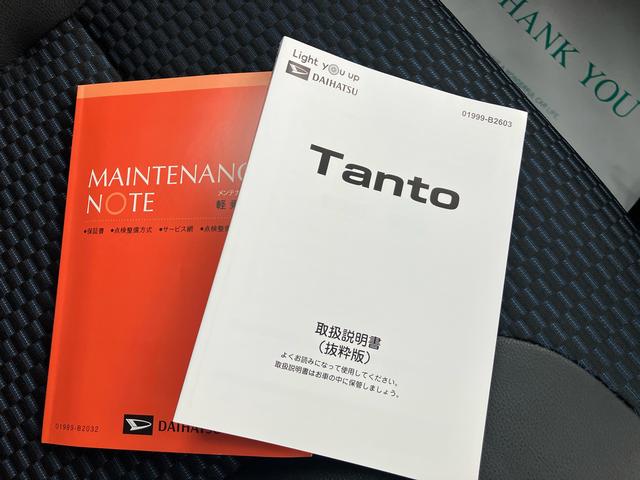 THANK YOU
Light you up
DAIHATSU
01999-B2603
Tanto
取扱説明書
(抜粋版)
よくお読みになって使用してください。
取扱説明書はお車の中に保管しましょう。
MAINTENANC
NOTE
メンテナ
軽
•保証書 •点検整備方式 •サービス網 •点検整備
01999-B2032
DAIHATSU